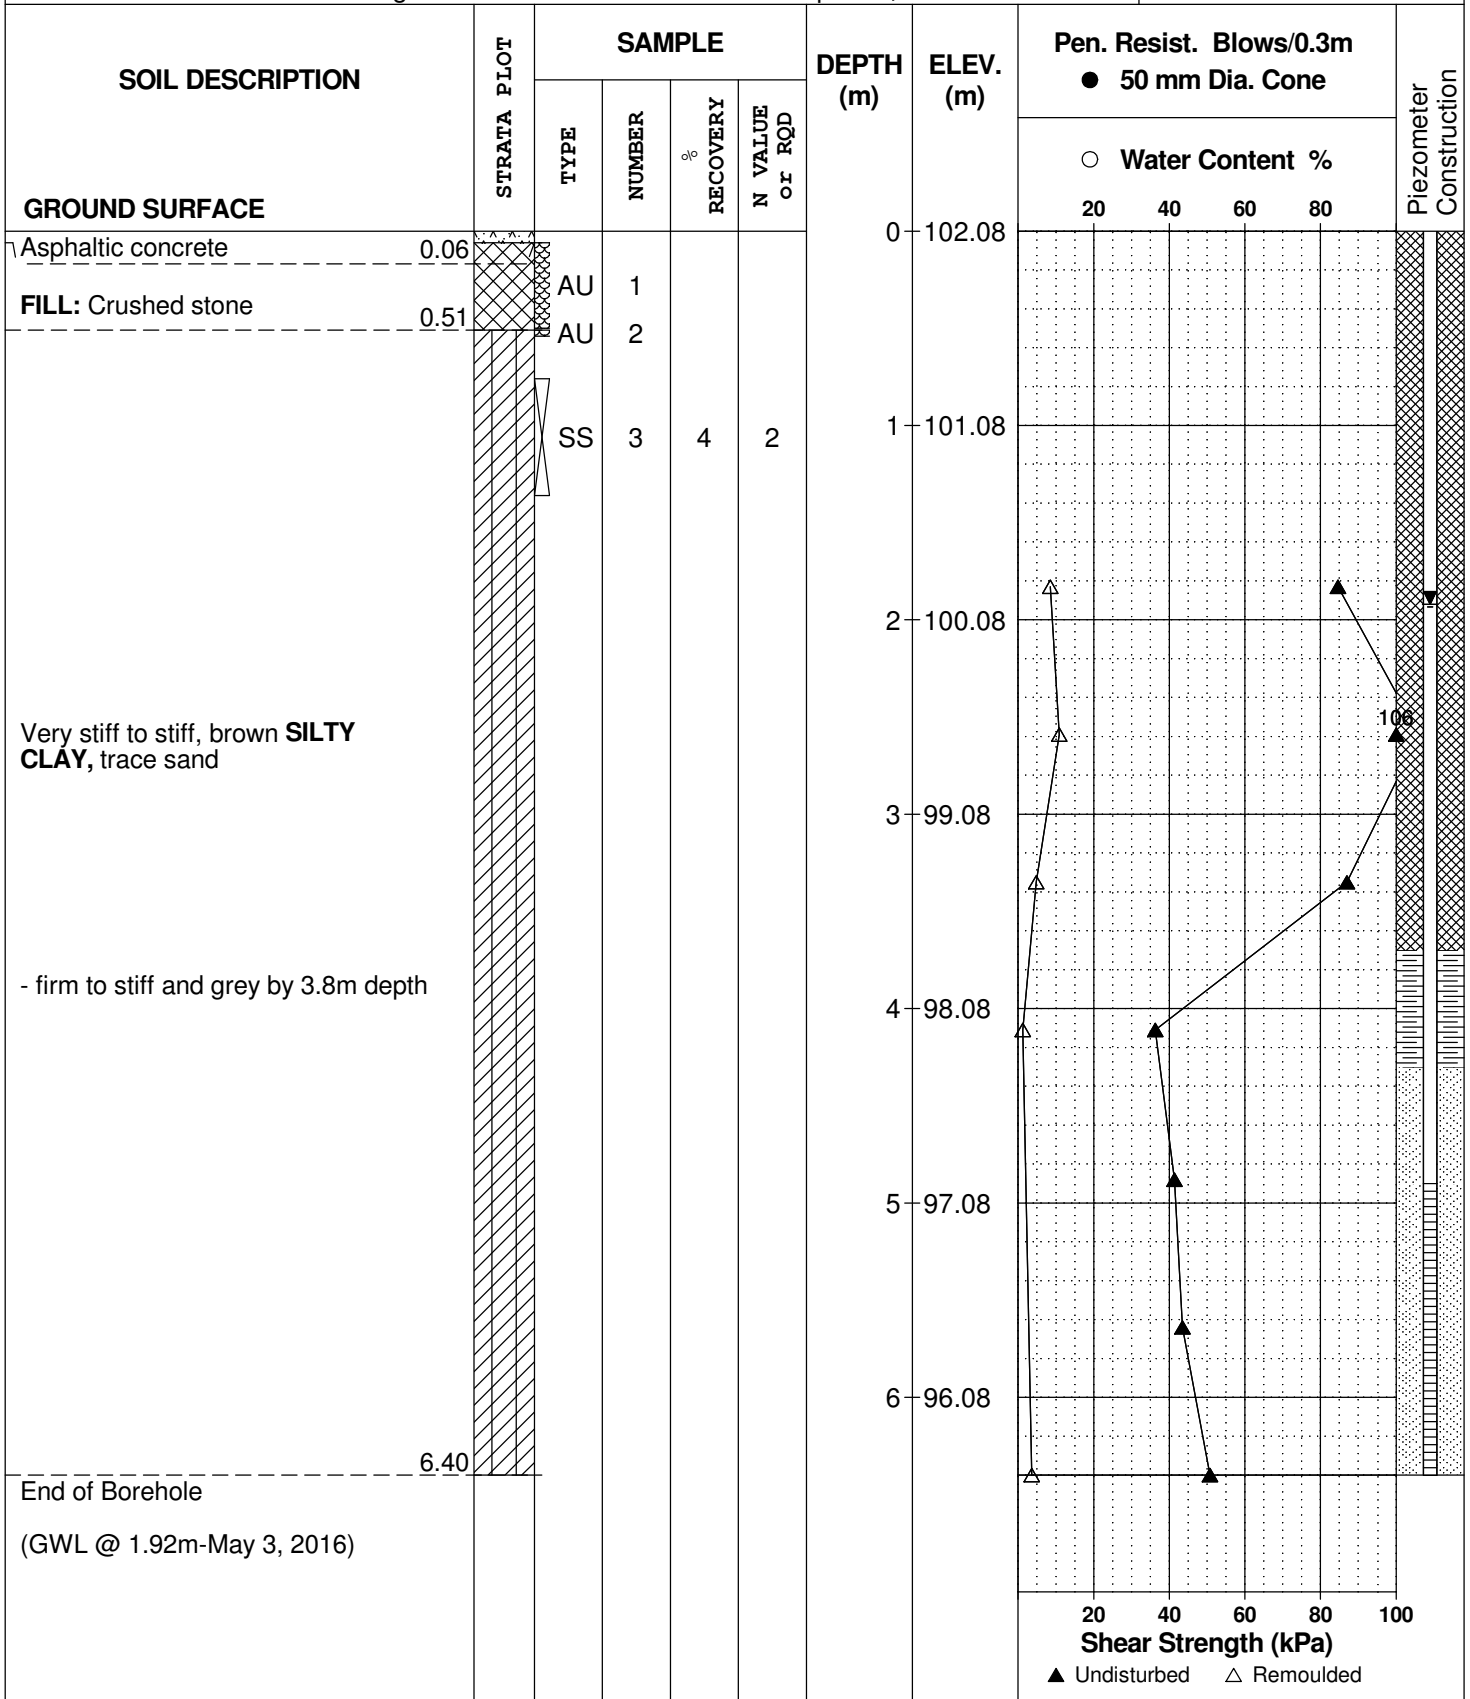 SOIL DESCRIPTION
GROUND SURFACE
STRATA PLOT
SAMPLE
TYPE
NUMBER
% RECOVERY
N VALUE or RQD
DEPTH (m)
ELEV. (m)
Pen. Resist. Blows/0.3m
● 50 mm Dia. Cone
○ Water Content %
20 40 60 80
Piezometer Construction
0 102.08
Asphaltic concrete 0.06
FILL: Crushed stone 0.51
AU 1
AU 2
SS 3 4 2
1 101.08
2 100.08
106
Very stiff to stiff, brown SILTY
CLAY, trace sand
3 99.08
- firm to stiff and grey by 3.8m depth
4 98.08
5 97.08
6 96.08
6.40
End of Borehole
(GWL @ 1.92m-May 3, 2016)
20 40 60 80 100
Shear Strength (kPa)
▲ Undisturbed △ Remoulded